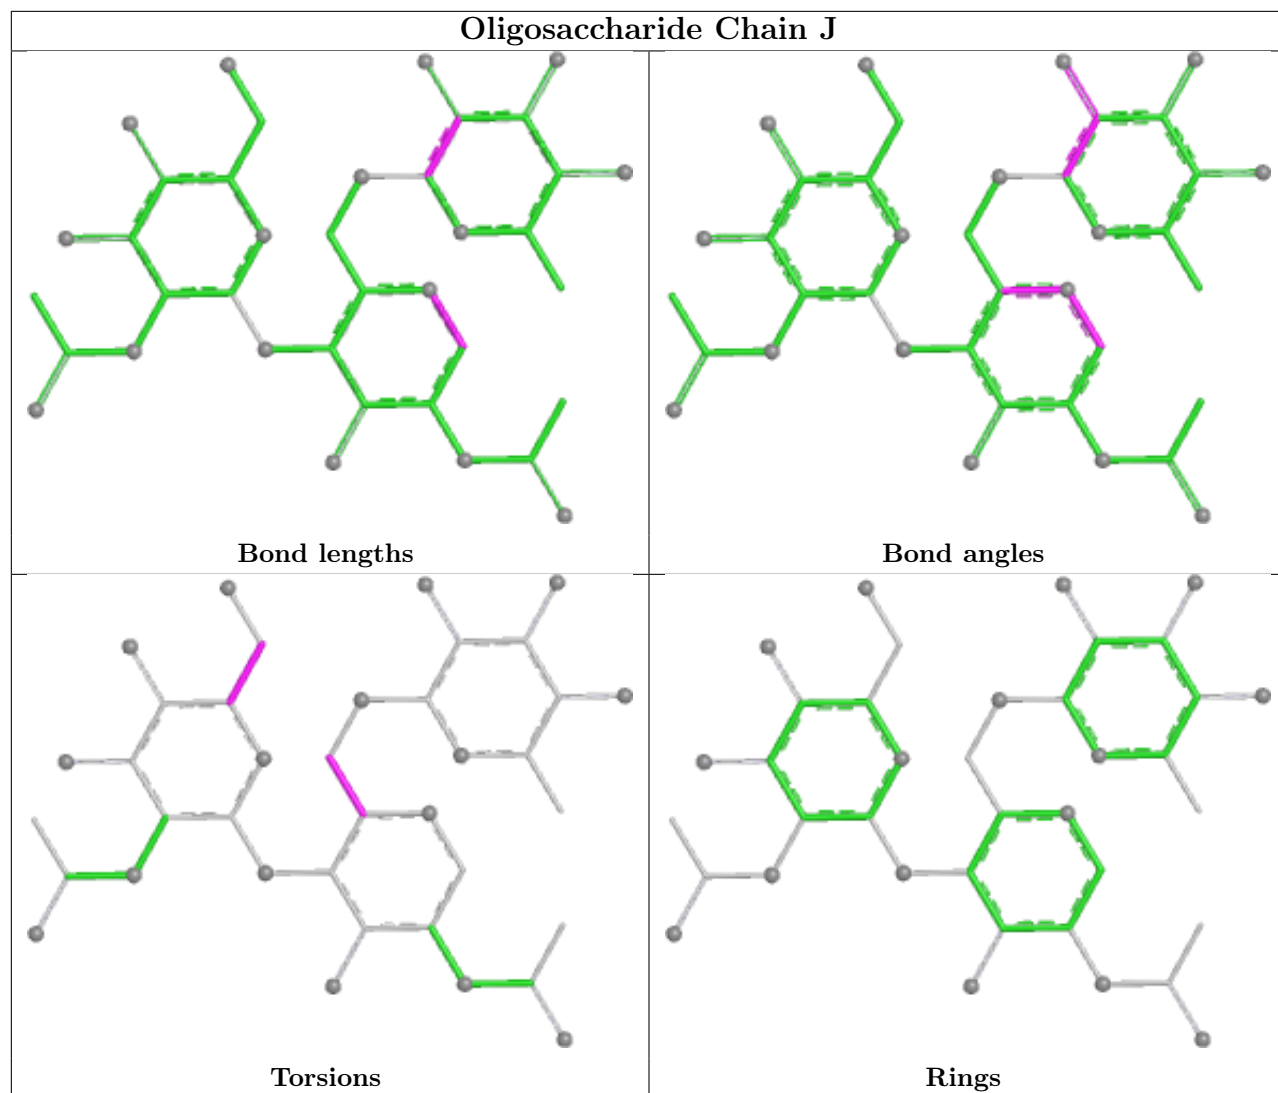 Oligosaccharide Chain J
Bond lengths
Bond angles
Torsions
Rings